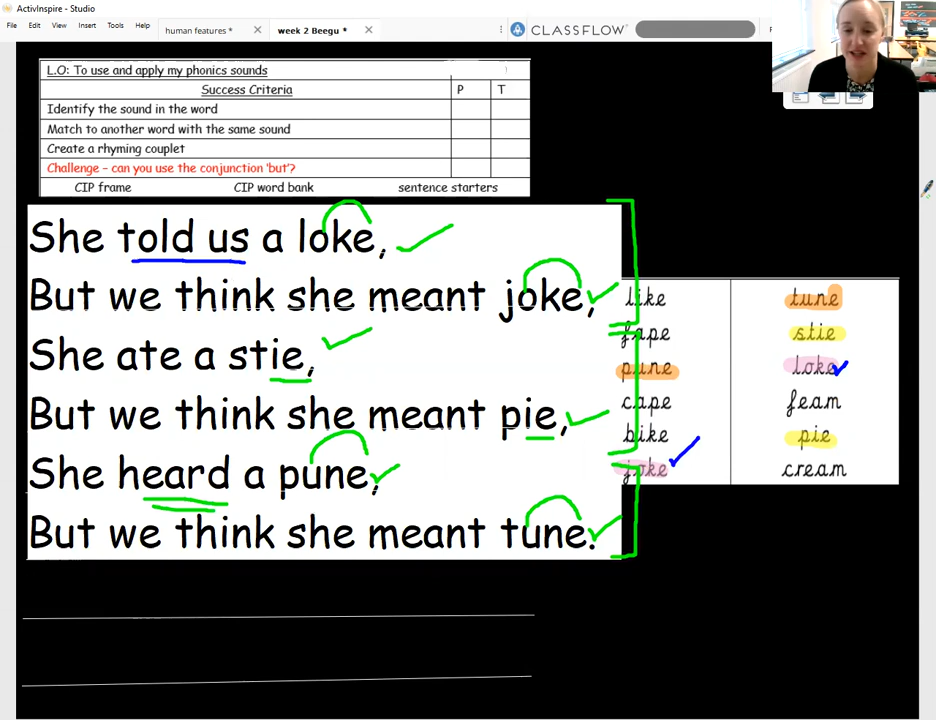 ActivInspire - Studio
File Edit View Insert Tools Help
human features *
week 2 Beegu *
CLASSFLOW
L.O: To use and apply my phonics sounds
Success Criteria P T
Identify the sound in the word
Match to another word with the same sound
Create a rhyming couplet
Challenge – can you use the conjunction 'but'?
CIP frame CIP word bank sentence starters
She told us a loke,
But we think she meant joke,
She ate a stie,
But we think she meant pie,
She heard a pune,
But we think she meant tune.
like tune
fape stie
pune loke
cape feam
bike pie
joke cream